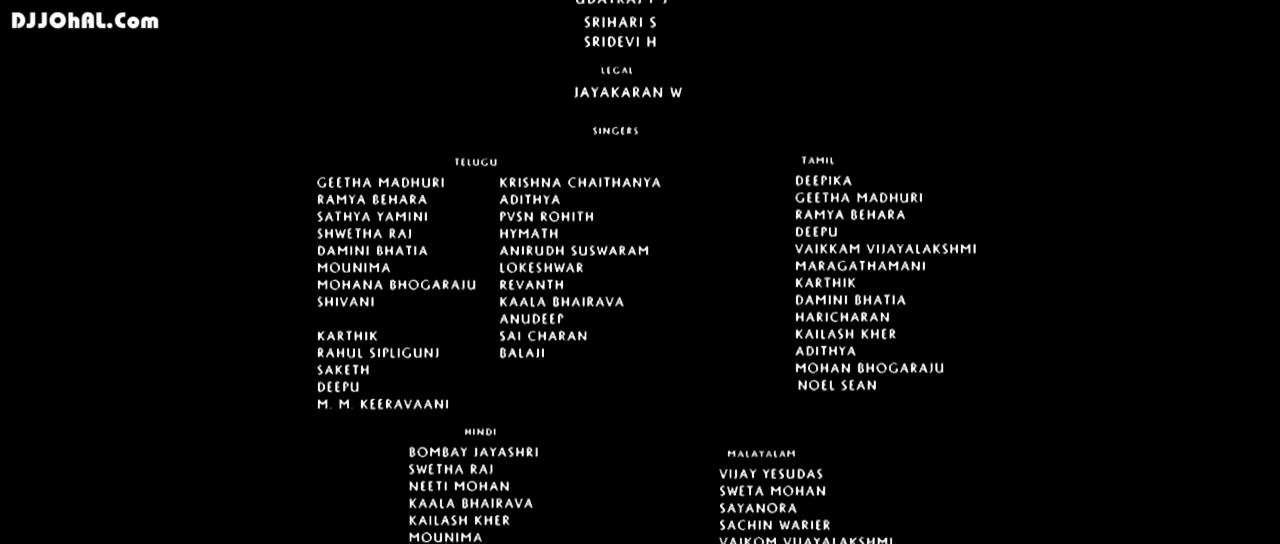 DJJOhAL.Com
SRIHARI S
SRIDEVI H
LEGAL
JAYAKARAN W
SINGERS
TELUGU
GEETHA MADHURI
RAMYA BEHARA
SATHYA YAMINI
SHWETHA RAJ
DAMINI BHATIA
MOUNIMA
MOHANA BHOGARAJU
SHIVANI
KARTHIK
RAHUL SIPLIGUNJ
SAKETH
DEEPU
M. M. KEERAVAANI
KRISHNA CHAITHANYA
ADITHYA
PVSN ROHITH
HYMATH
ANIRUDH SUSWARAM
LOKESHWAR
REVANTH
KAALA BHAIRAVA
ANUDEEP
SAI CHARAN
BALAJI
TAMIL
DEEPIKA
GEETHA MADHURI
RAMYA BEHARA
DEEPU
VAIKKAM VIJAYALAKSHMI
MARAGATHAMANI
KARTHIK
DAMINI BHATIA
HARICHARAN
KAILASH KHER
ADITHYA
MOHAN BHOGARAJU
NOEL SEAN
HINDI
BOMBAY JAYASHRI
SWETHA RAJ
NEETI MOHAN
KAALA BHAIRAVA
KAILASH KHER
MOUNIMA
MALAYALAM
VIJAY YESUDAS
SWETA MOHAN
SAYANORA
SACHIN WARIER
VAIKOM VIJAYALAKSHMI